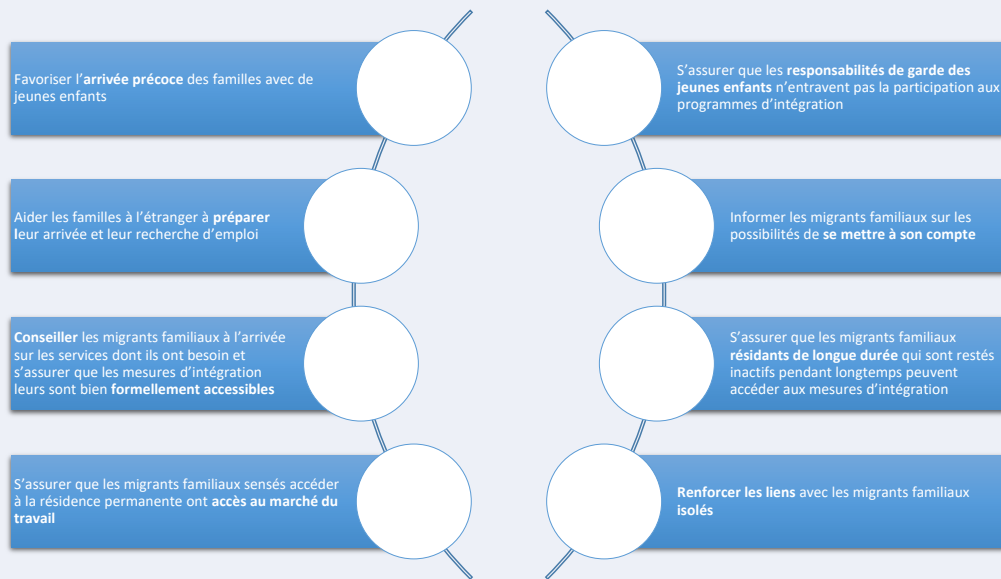 Favoriser l'arrivée précoce des familles avec de
jeunes enfants
Aider les familles à l'étranger à préparer
leur arrivée et leur recherche d'emploi
Conseiller les migrants familiaux à l'arrivée
sur les services dont ils ont besoin et
s'assurer que les mesures d'intégration
leurs sont bien formellement accessibles
S'assurer que les migrants familiaux sensés accéder
à la résidence permanente ont accès au marché du
travail
S'assurer que les responsabilités de garde des
jeunes enfants n'entravent pas la participation aux
programmes d'intégration
Informer les migrants familiaux sur les
possibilités de se mettre à son compte
S'assurer que les migrants familiaux
résidants de longue durée qui sont restés
inactifs pendant longtemps peuvent
accéder aux mesures d'intégration
Renforcer les liens avec les migrants familiaux
isolés